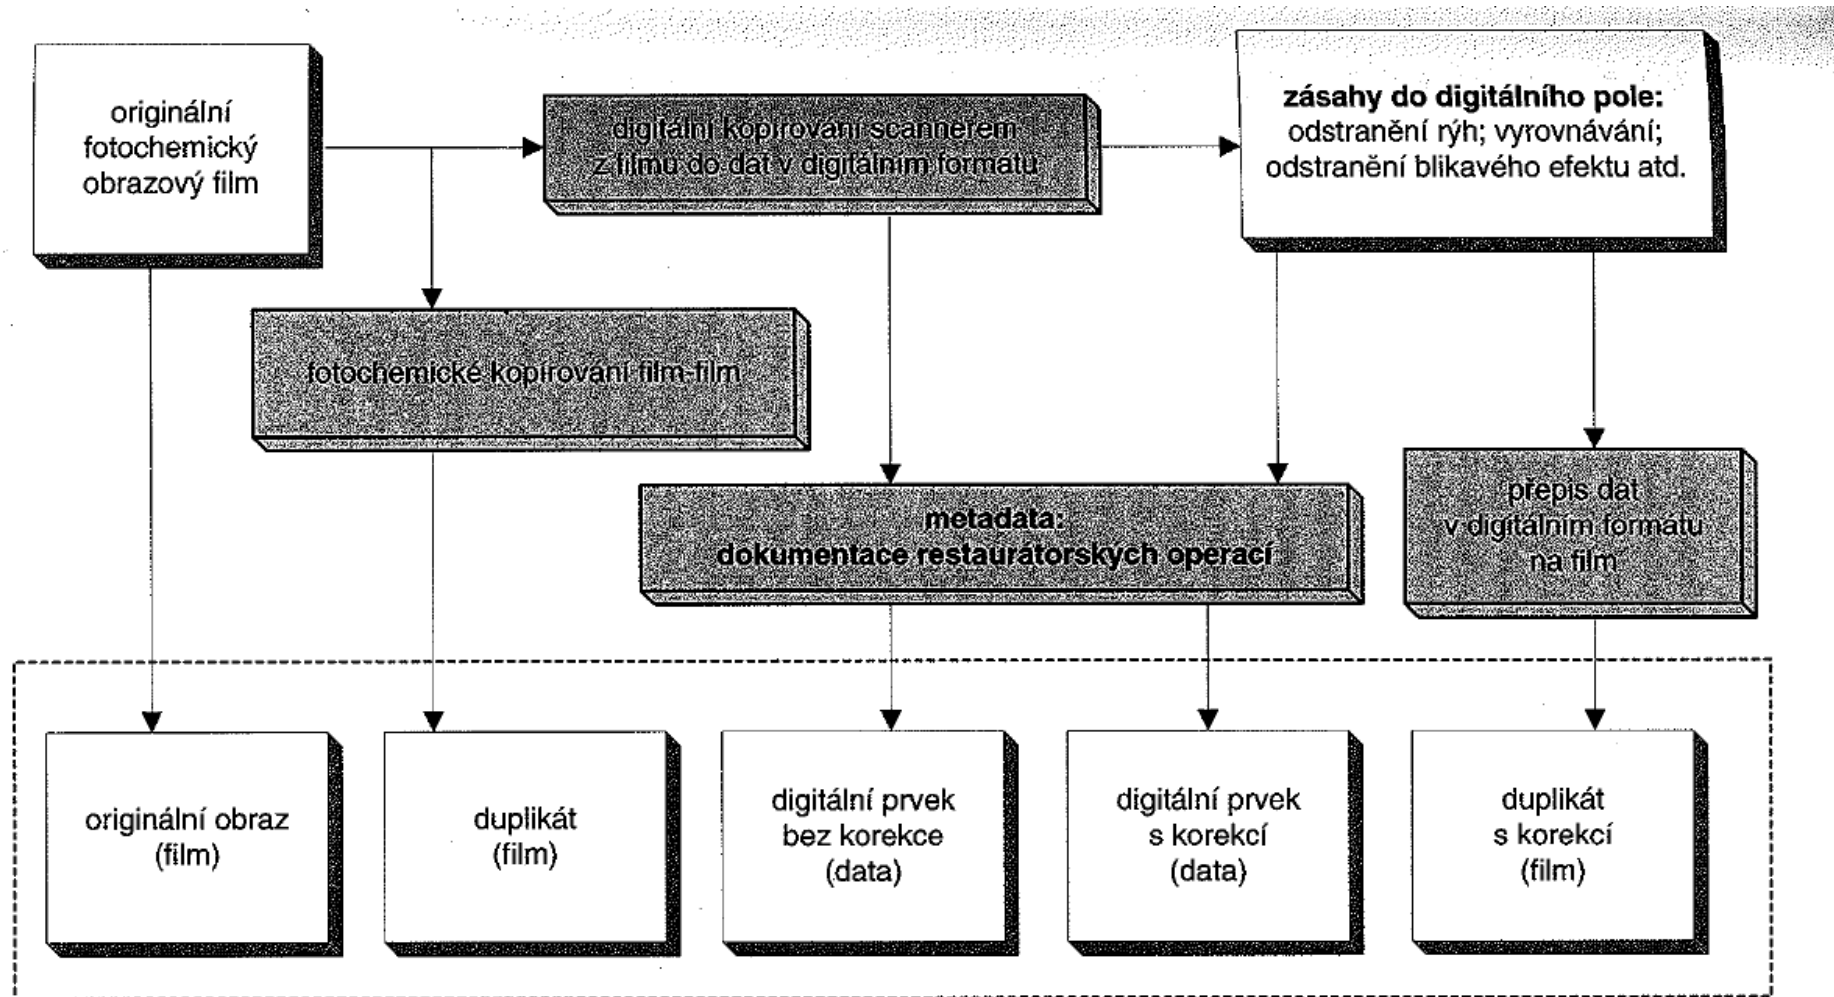 originální
fotochemický
obrazový film
digitální kopírování scannerem
z filmu do dat v digitálním formátu
zásahy do digitálního pole:
odstranění rýh; vyrovnávání;
odstranění blikavého efektu atd.
fotochemické kopírování film-film
metadata:
dokumentace restaurátorských operací
přepis dat
v digitálním formátu
na film
originální obraz
(film)
duplikát
(film)
digitální prvek
bez korekce
(data)
digitální prvek
s korekcí
(data)
duplikát
s korekcí
(film)